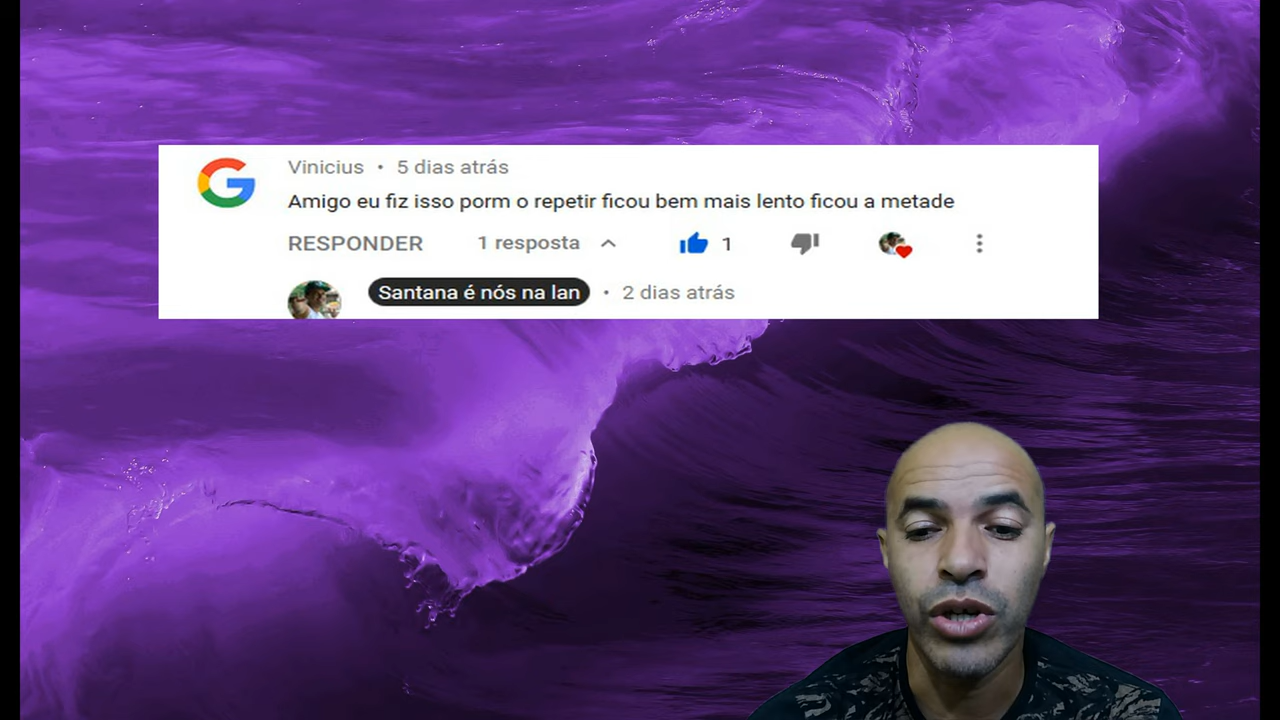 Vinicius • 5 dias atrás
Amigo eu fiz isso porm o repetir ficou bem mais lento ficou a metade
RESPONDER 1 resposta 1
Santana é nós na lan • 2 dias atrás